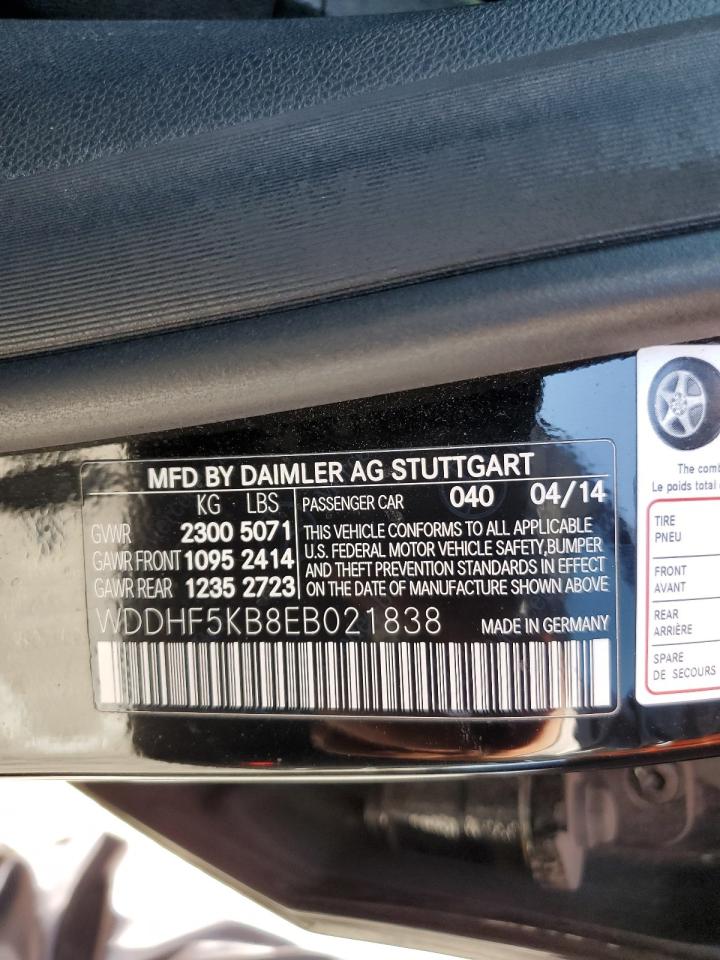 MFD BY DAIMLER AG STUTTGART
KG LBS
GVWR 2300 5071
GAWR FRONT 1095 2414
GAWR REAR 1235 2723
PASSENGER CAR 040 04/14
THIS VEHICLE CONFORMS TO ALL APPLICABLE
U.S. FEDERAL MOTOR VEHICLE SAFETY,BUMPER
AND THEFT PREVENTION STANDARDS IN EFFECT
ON THE DATE OF MANUFACTURE SHOWN ABOVE
WDDHF5KB8EB021838 MADE IN GERMANY
The
Le poids total
TIRE
PNEU
FRONT
AVANT
REAR
ARRIÈRE
SPARE
DE SECOURS